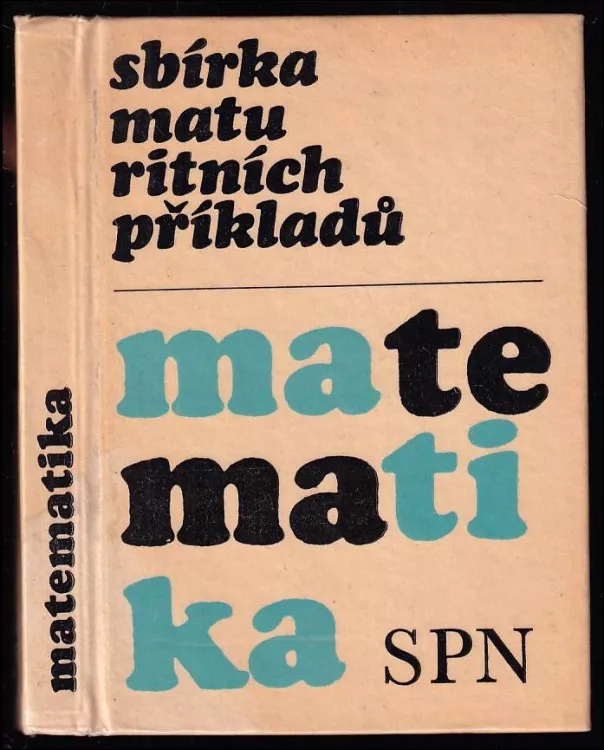 sbírka
matu
ritních
příkladů
mate
mati
ka
SPN
matematika